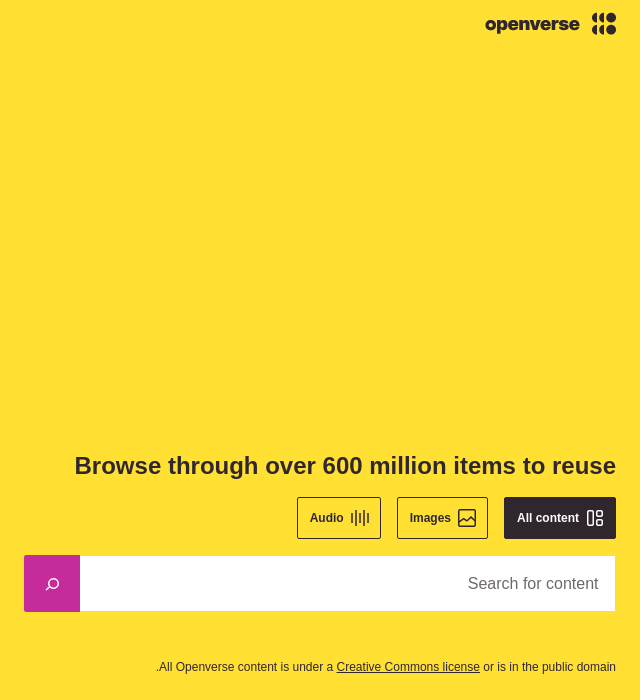 openverse
Browse through over 600 million items to reuse
All content Images Audio
Search for content
.All Openverse content is under a Creative Commons license or is in the public domain